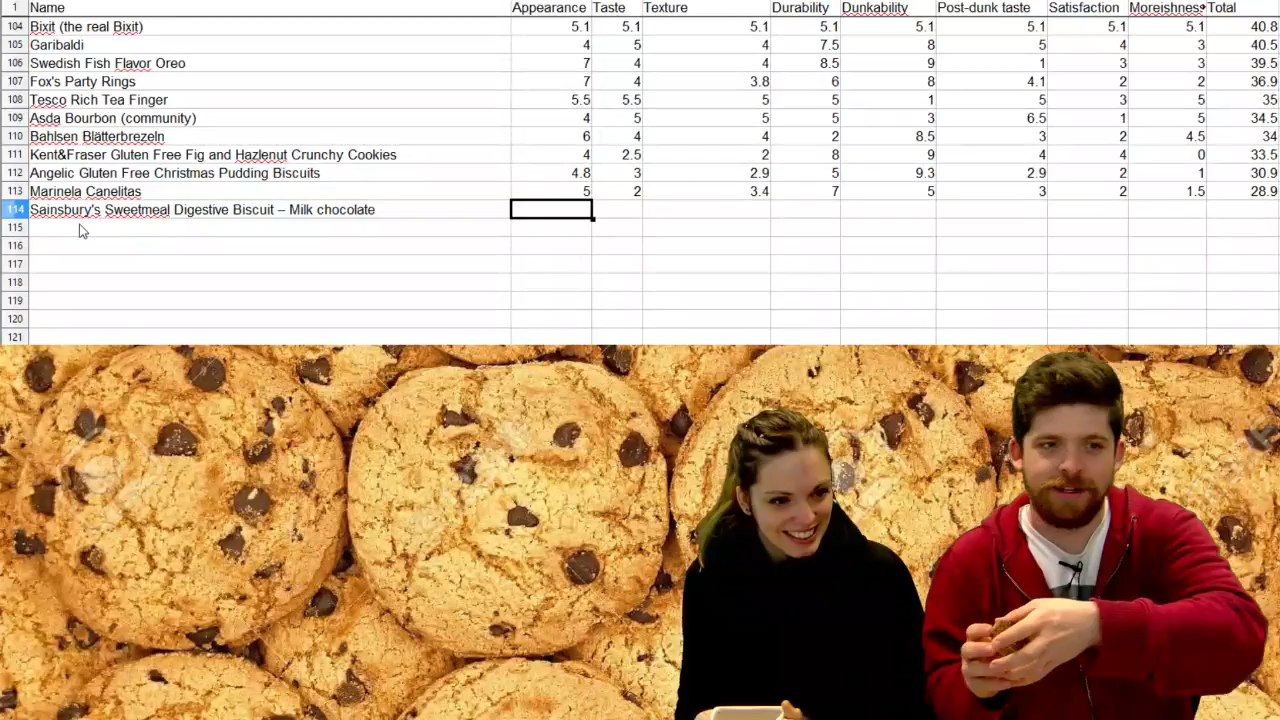 1 Name Appearance Taste Texture Durability Dunkability Post-dunk taste Satisfaction Moreishness Total
104 Bixit (the real Bixit) 5.1 5.1 5.1 5.1 5.1 5.1 5.1 5.1 40.8
105 Garibaldi 4 5 4 7.5 8 5 4 3 40.5
106 Swedish Fish Flavor Oreo 7 4 4 8.5 9 1 3 3 39.5
107 Fox's Party Rings 7 4 3.8 6 8 4.1 2 2 36.9
108 Tesco Rich Tea Finger 5.5 5.5 5 5 1 5 3 5 35
109 Asda Bourbon (community) 4 5 5 5 3 6.5 1 5 34.5
110 Bahlsen Blätterbrezeln 6 4 4 2 8.5 3 2 4.5 34
111 Kent&Fraser Gluten Free Fig and Hazlenut Crunchy Cookies 4 2.5 2 8 9 4 4 0 33.5
112 Angelic Gluten Free Christmas Pudding Biscuits 4.8 3 2.9 5 9.3 2.9 2 1 30.9
113 Marinela Canelitas 5 2 3.4 7 5 3 2 1.5 28.9
114 Sainsbury's Sweetmeal Digestive Biscuit – Milk chocolate
115
116
117
118
119
120
121